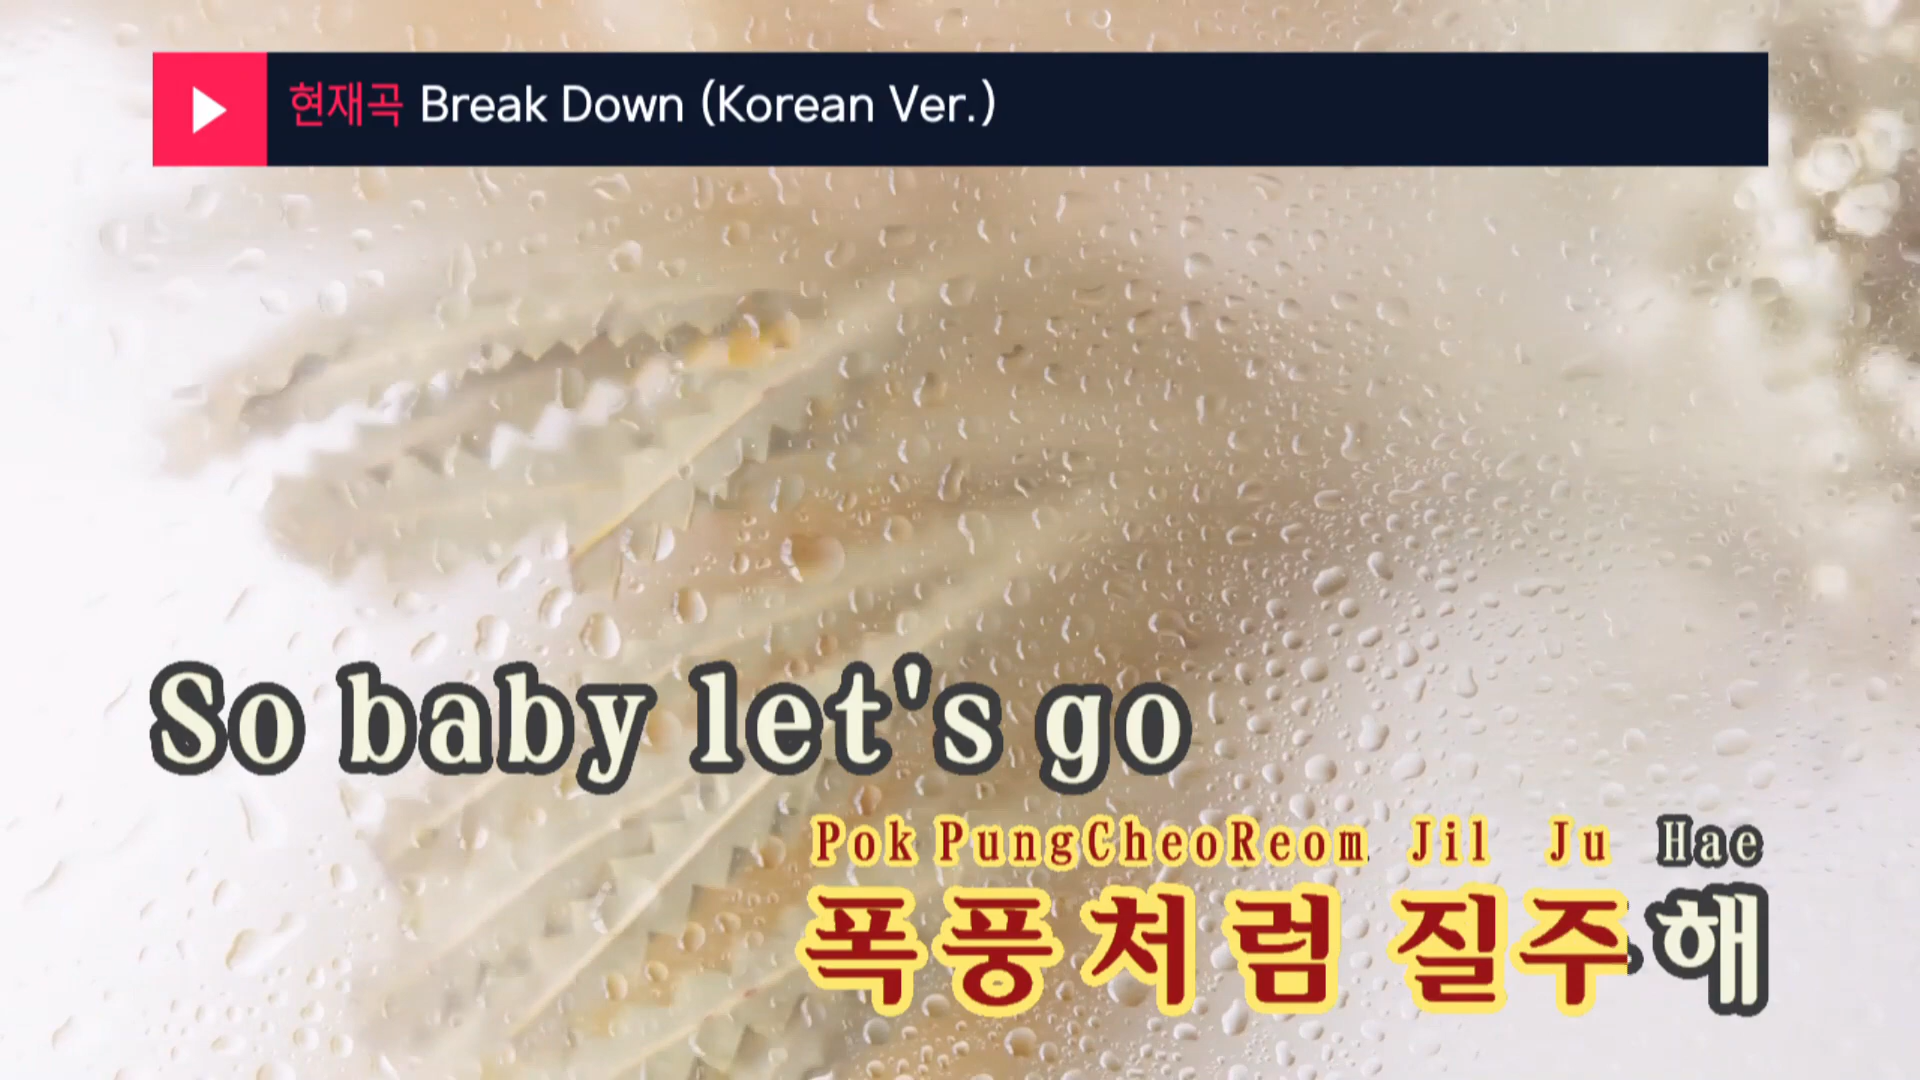 현재곡 Break Down (Korean Ver.)
So baby let's go
Pok PungCheoReom Jil Ju Hae
폭풍처럼 질주해